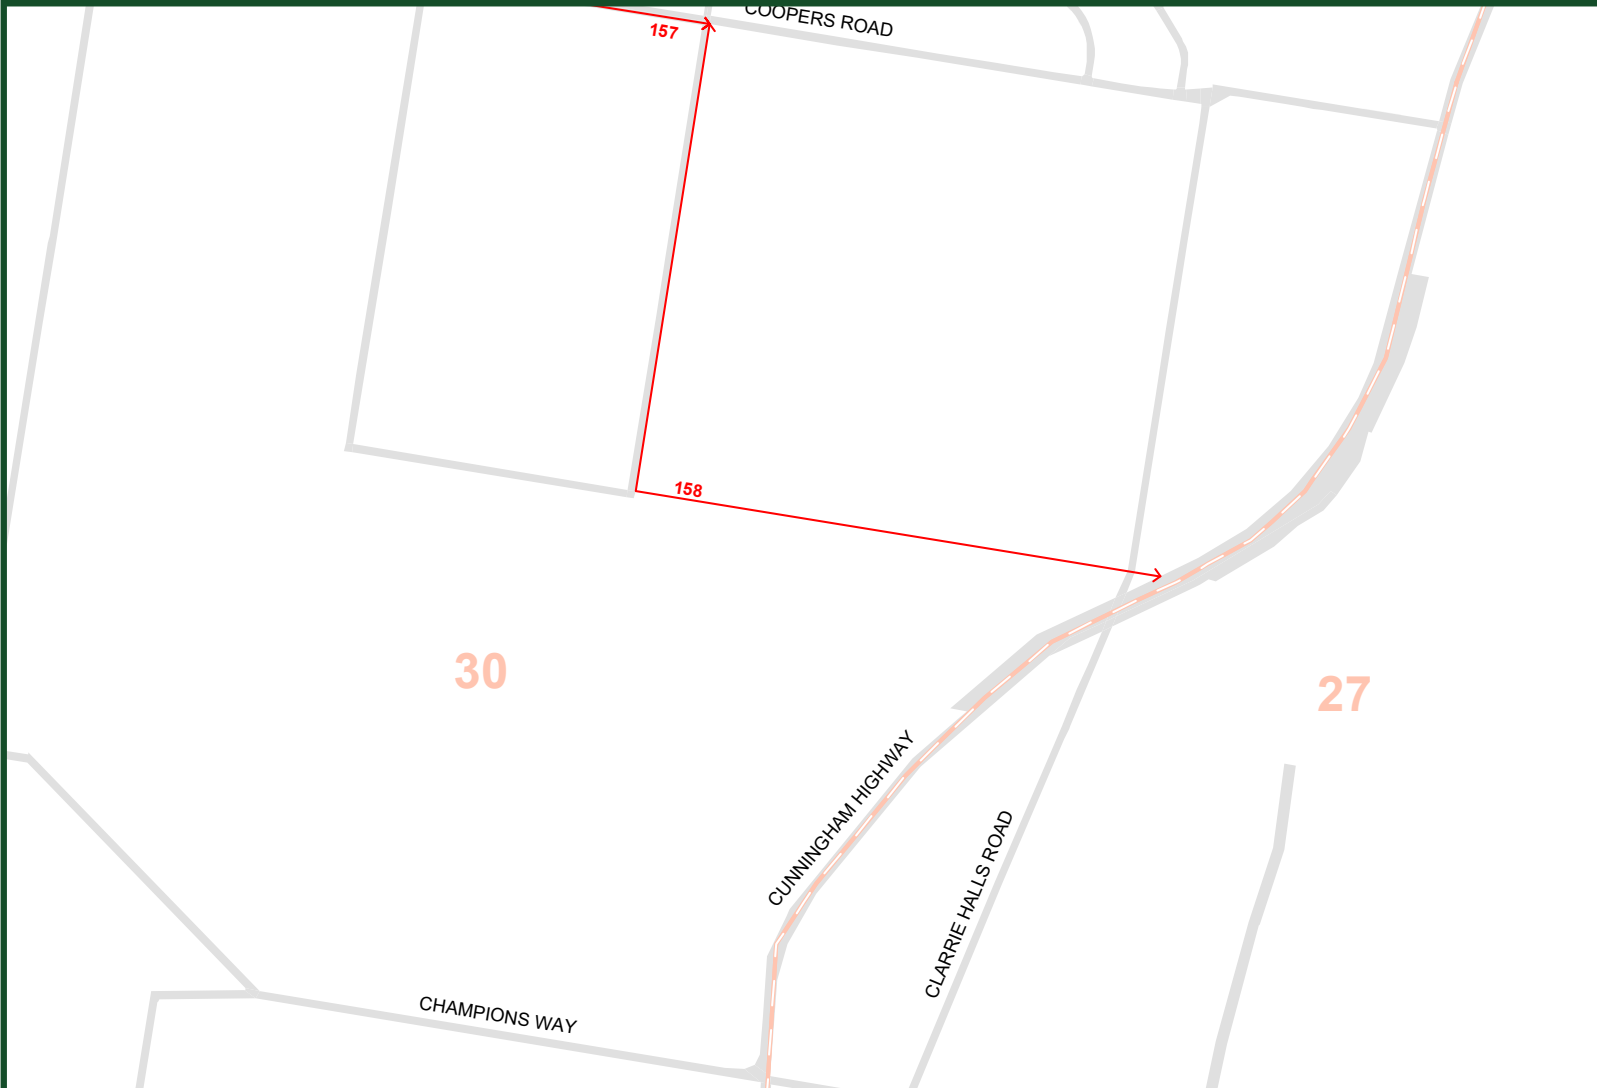 COOPERS ROAD
157
158
30
27
CUNNINGHAM HIGHWAY
CLARRIE HALLS ROAD
CHAMPIONS WAY